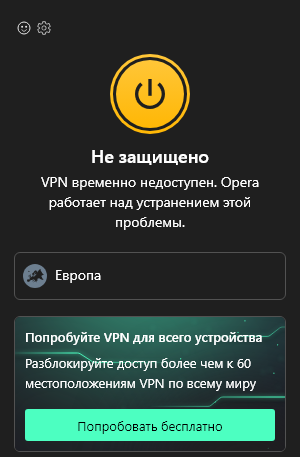 Не защищено
VPN временно недоступен. Opera
работает над устранением этой
проблемы.
Европа
Попробуйте VPN для всего устройства
Разблокируйте доступ более чем к 60
местоположениям VPN по всему миру
Попробовать бесплатно